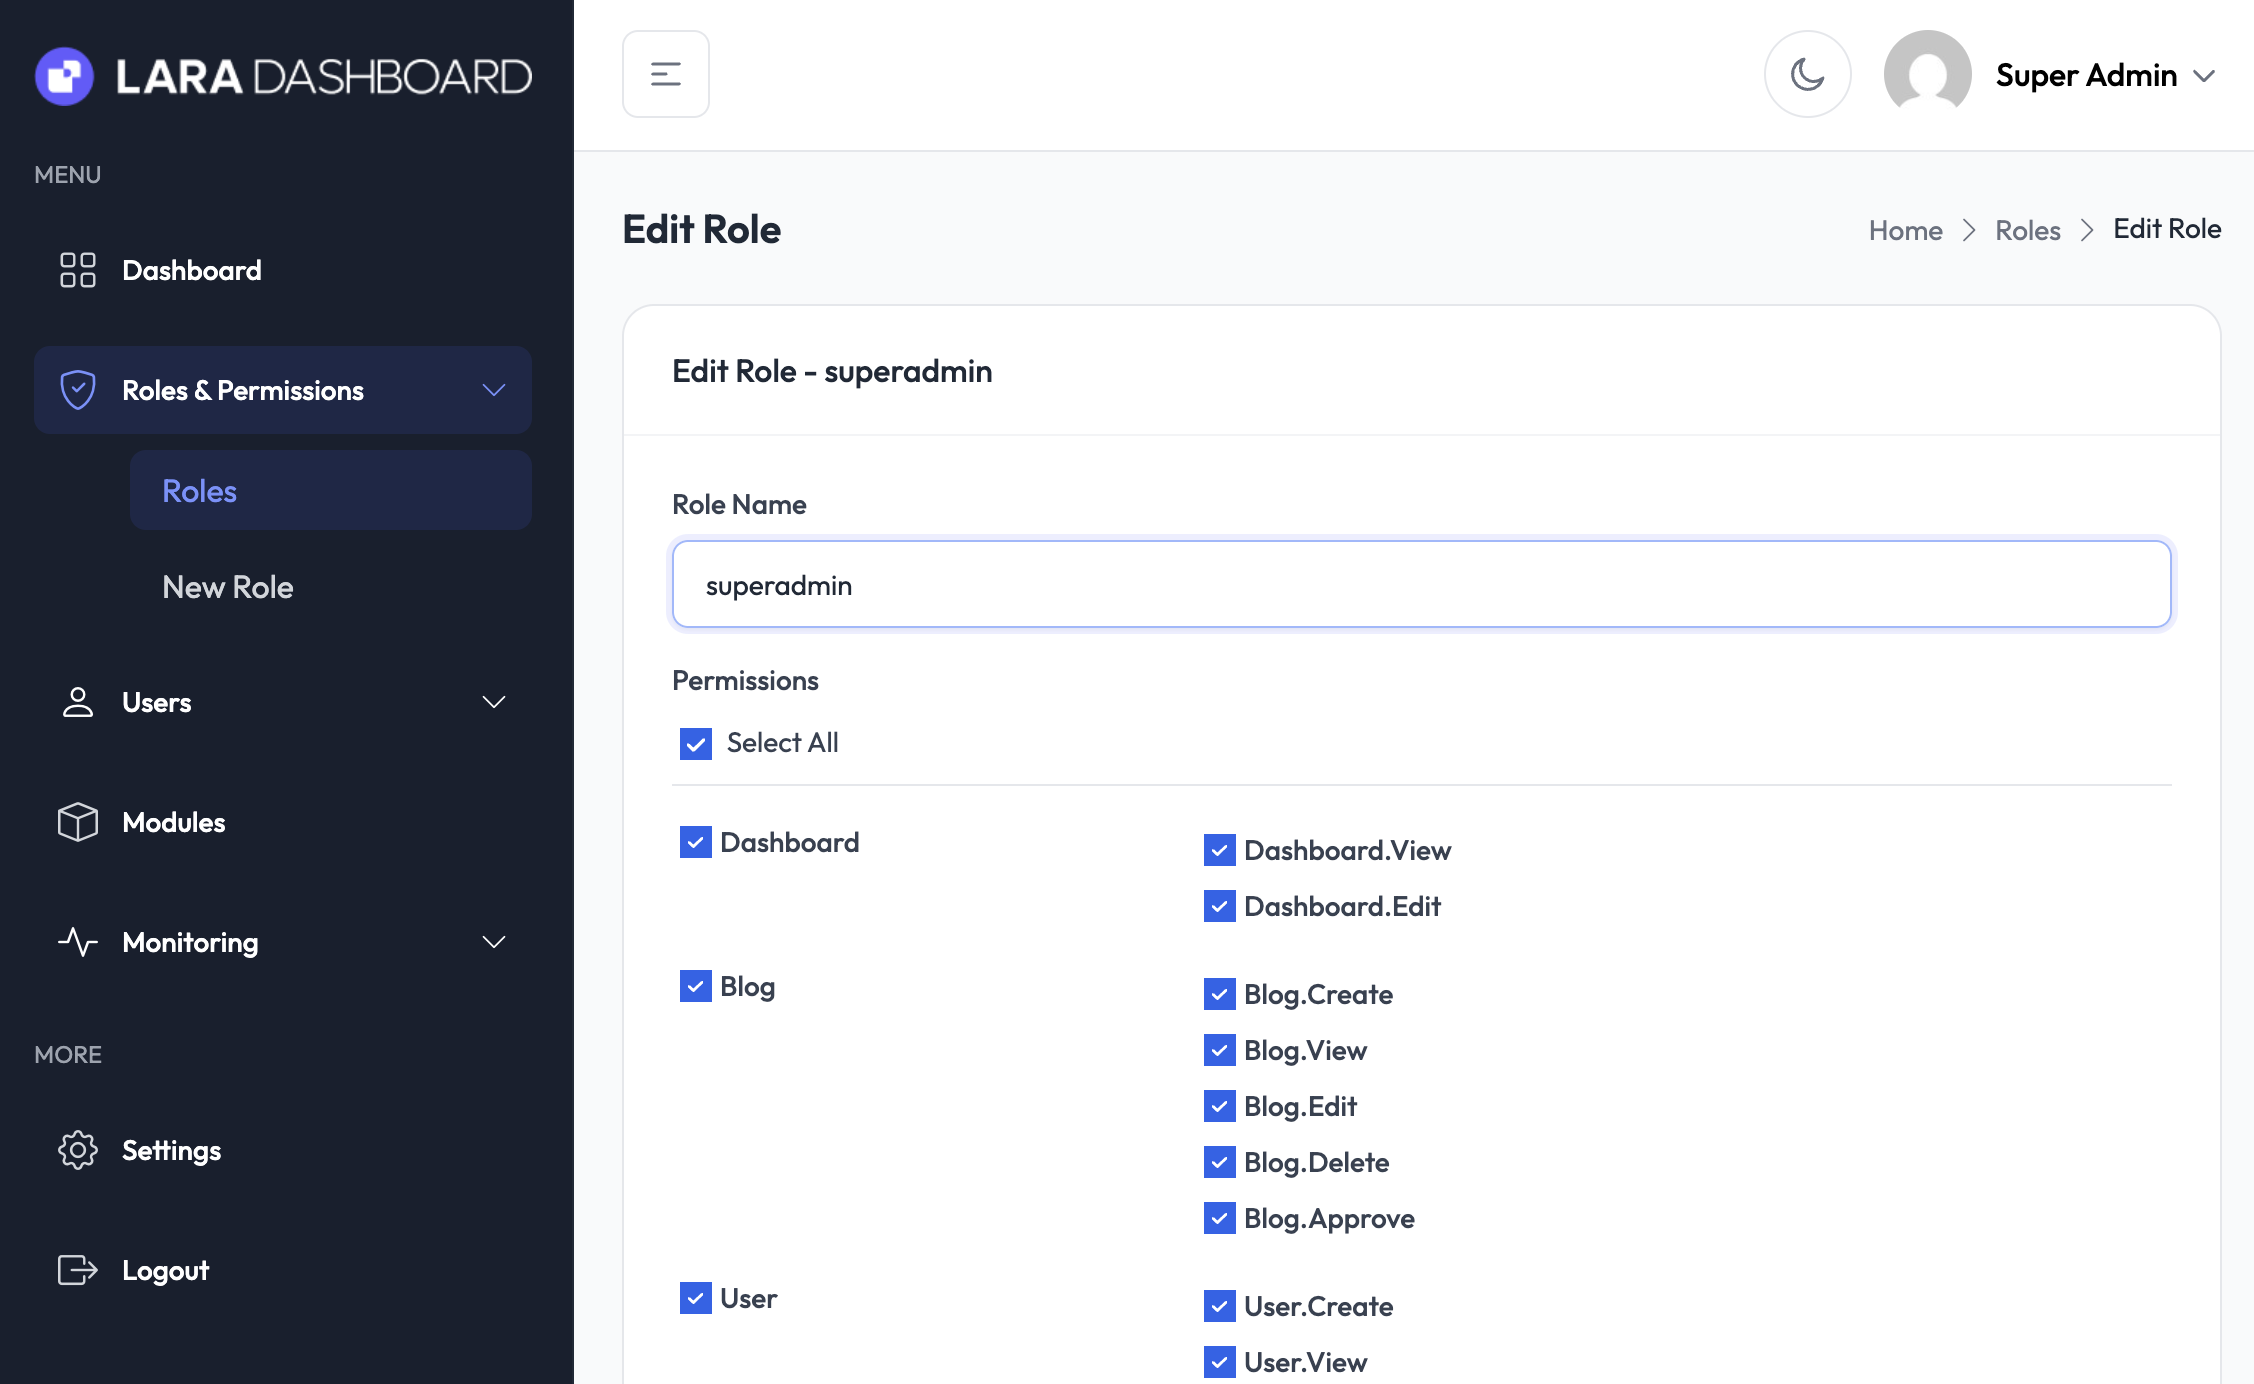 LARA DASHBOARD
MENU
Dashboard
Roles & Permissions
Roles
New Role
Users
Modules
Monitoring
MORE
Settings
Logout
Super Admin
Edit Role
Home > Roles > Edit Role
Edit Role - superadmin
Role Name
superadmin
Permissions
Select All
Dashboard
Dashboard.View
Dashboard.Edit
Blog
Blog.Create
Blog.View
Blog.Edit
Blog.Delete
Blog.Approve
User
User.Create
User.View